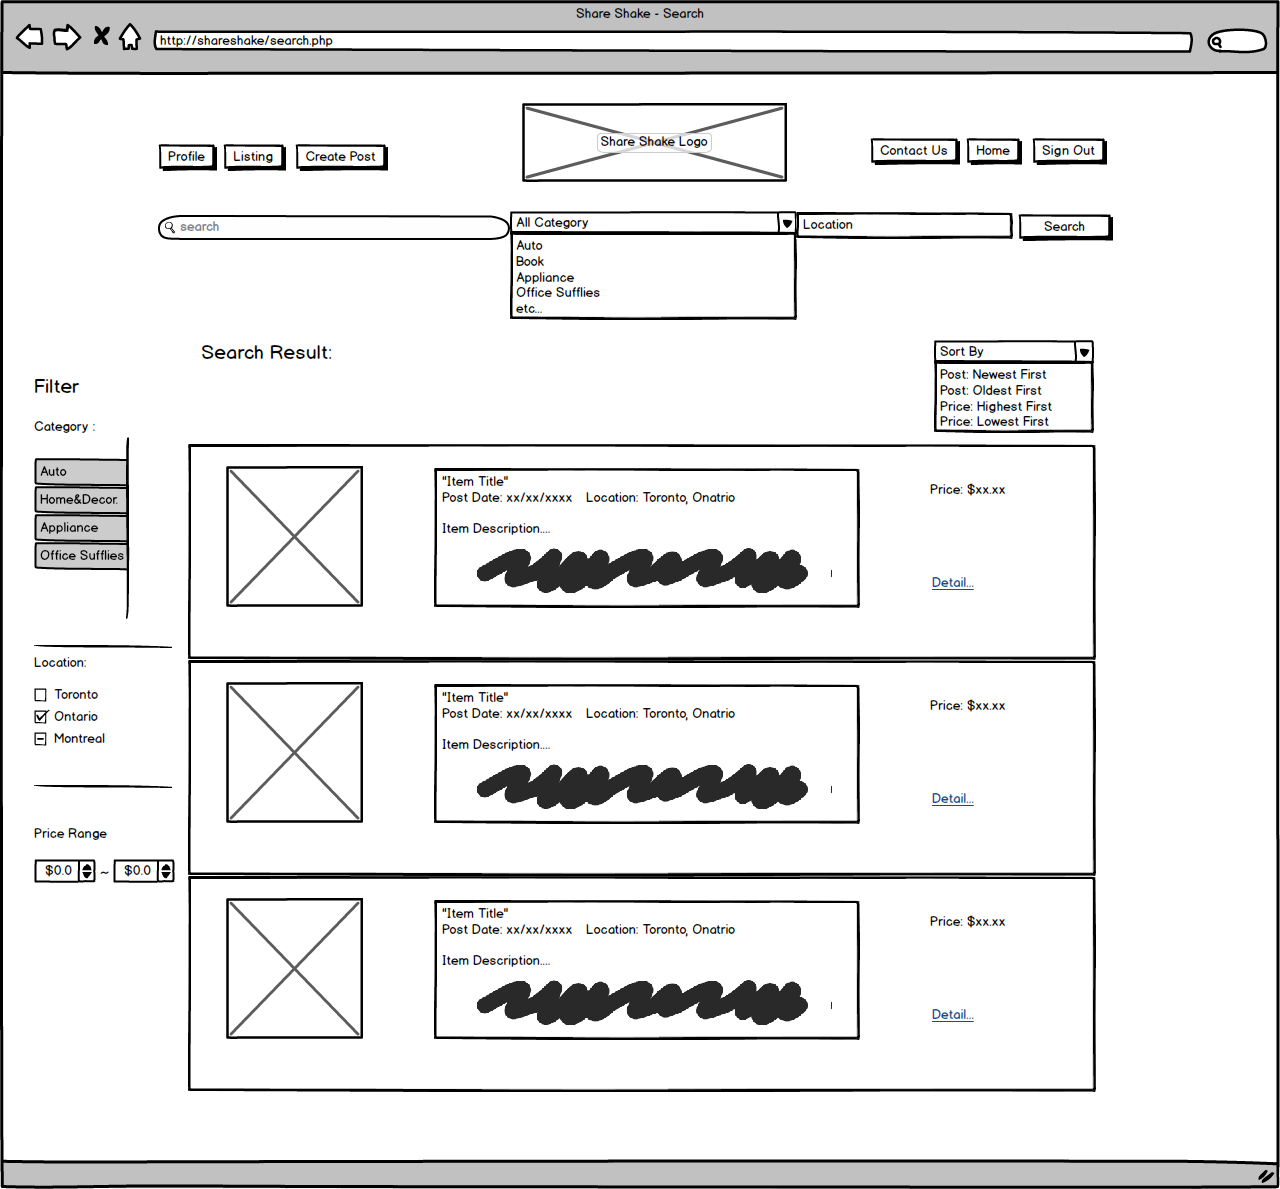 Share Shake - Search
http://shareshake/search.php
Share Shake Logo
Profile Listing Create Post
Contact Us Home Sign Out
search
All Category
Location
Search
Auto
Book
Appliance
Office Sufflies
etc...
Search Result:
Sort By
Post: Newest First
Post: Oldest First
Price: Highest First
Price: Lowest First
Filter
Category :
Auto
Home&Decor.
Appliance
Office Sufflies
Location:
Toronto
Ontario
Montreal
Price Range
$0.0 ~ $0.0
"Item Title"
Post Date: xx/xx/xxxx Location: Toronto, Onatrio
Item Description....
Price: $xx.xx
Detail...
"Item Title"
Post Date: xx/xx/xxxx Location: Toronto, Onatrio
Item Description....
Price: $xx.xx
Detail...
"Item Title"
Post Date: xx/xx/xxxx Location: Toronto, Onatrio
Item Description....
Price: $xx.xx
Detail...